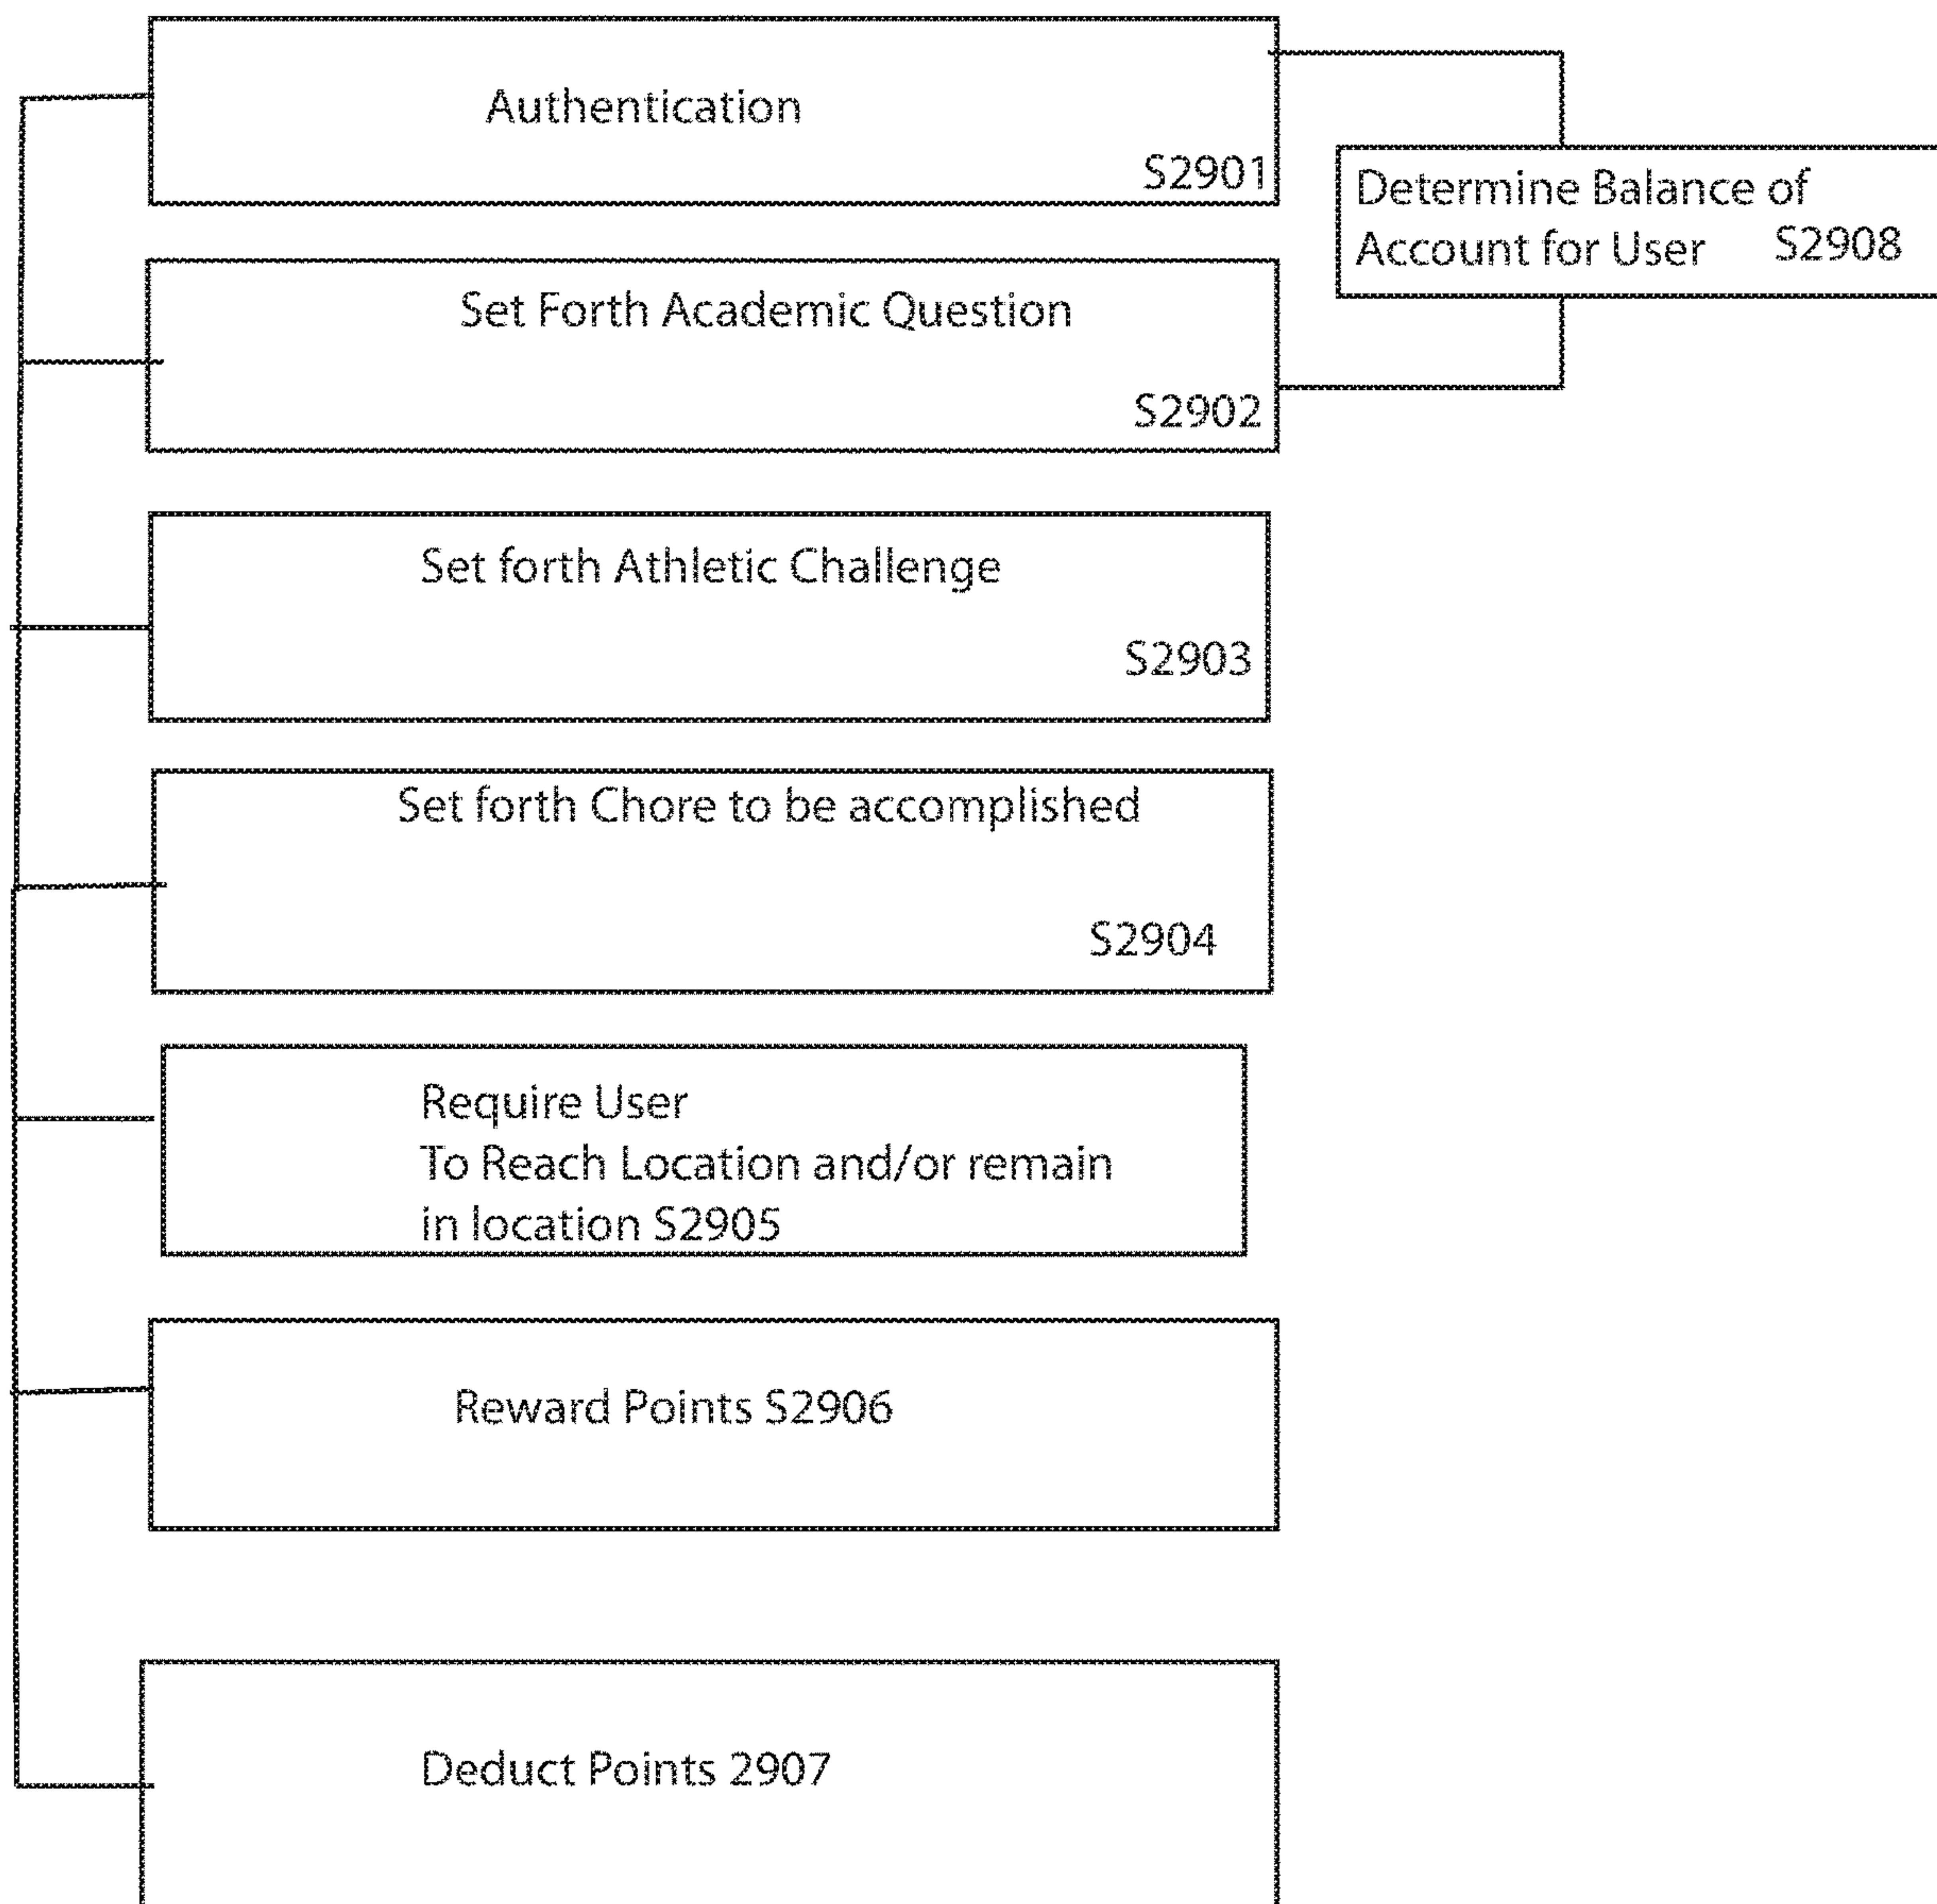 Authentication
S2901
Determine Balance of
Account for User S2908
Set Forth Academic Question
S2902
Set forth Athletic Challenge
S2903
Set forth Chore to be accomplished
S2904
Require User
To Reach Location and/or remain
in location S2905
Reward Points S2906
Deduct Points 2907